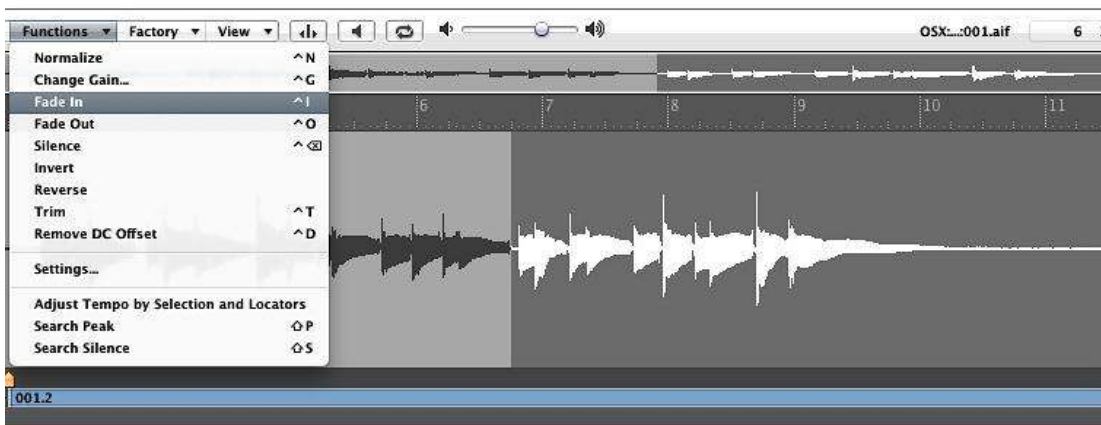 Functions ▼ Factory ▼ View ▼ OSX:...:001.aif 6
Normalize ^N
Change Gain... ^G
Fade In ^I
Fade Out ^O
Silence ^⌫
Invert
Reverse
Trim ^T
Remove DC Offset ^D
Settings...
Adjust Tempo by Selection and Locators
Search Peak ⇧P
Search Silence ⇧S
6 7 8 9 10 11
001.2